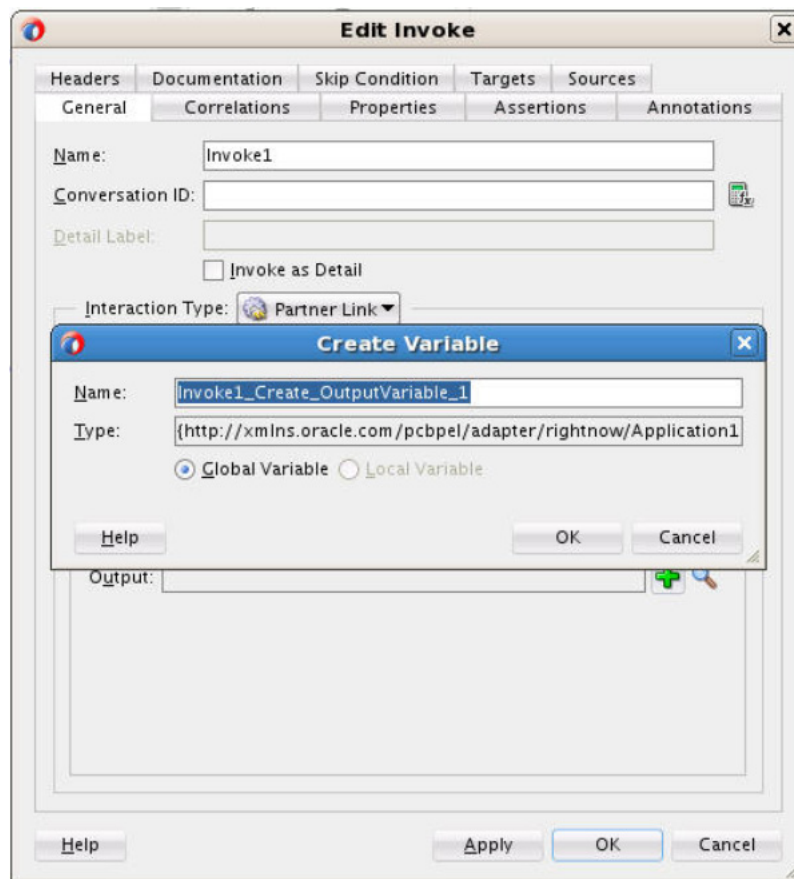 Edit Invoke
Headers Documentation Skip Condition Targets Sources
General Correlations Properties Assertions Annotations
Name: Invoke1
Conversation ID:
Detail Label:
Invoke as Detail
Interaction Type: Partner Link
Create Variable
Name: Invoke1_Create_OutputVariable_1
Type: {http://xmlns.oracle.com/pcbpel/adapter/rightnow/Application1
Global Variable Local Variable
Help OK Cancel
Output:
Help Apply OK Cancel